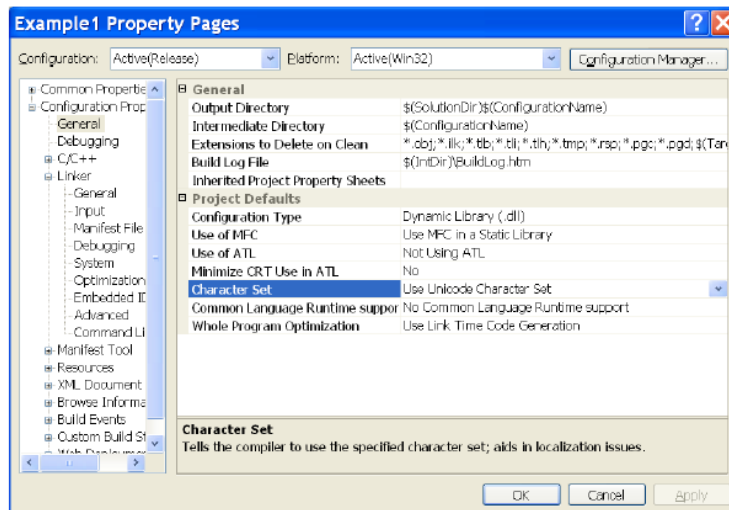 Example1 Property Pages
Configuration: Active(Release) Platform: Active(Win32) Configuration Manager...
Common Propertie
Configuration Prop
General
Debugging
C/C++
Linker
General
Input
Manifest File
Debugging
System
Optimization
Embedded ID
Advanced
Command Li
Manifest Tool
Resources
XML Document
Browse Informa
Build Events
Custom Build St
Web Deployme
General
Output Directory $(SolutionDir)$(ConfigurationName)
Intermediate Directory $(ConfigurationName)
Extensions to Delete on Clean *.obj;*.ilk;*.tlb;*.tli;*.tlh;*.tmp;*.rsp;*.pgc;*.pgd;$(Tar
Build Log File $(IntDir)\BuildLog.htm
Inherited Project Property Sheets
Project Defaults
Configuration Type Dynamic Library (.dll)
Use of MFC Use MFC in a Static Library
Use of ATL Not Using ATL
Minimize CRT Use in ATL No
Character Set Use Unicode Character Set
Common Language Runtime suppor No Common Language Runtime support
Whole Program Optimization Use Link Time Code Generation
Character Set
Tells the compiler to use the specified character set; aids in localization issues.
OK Cancel Apply